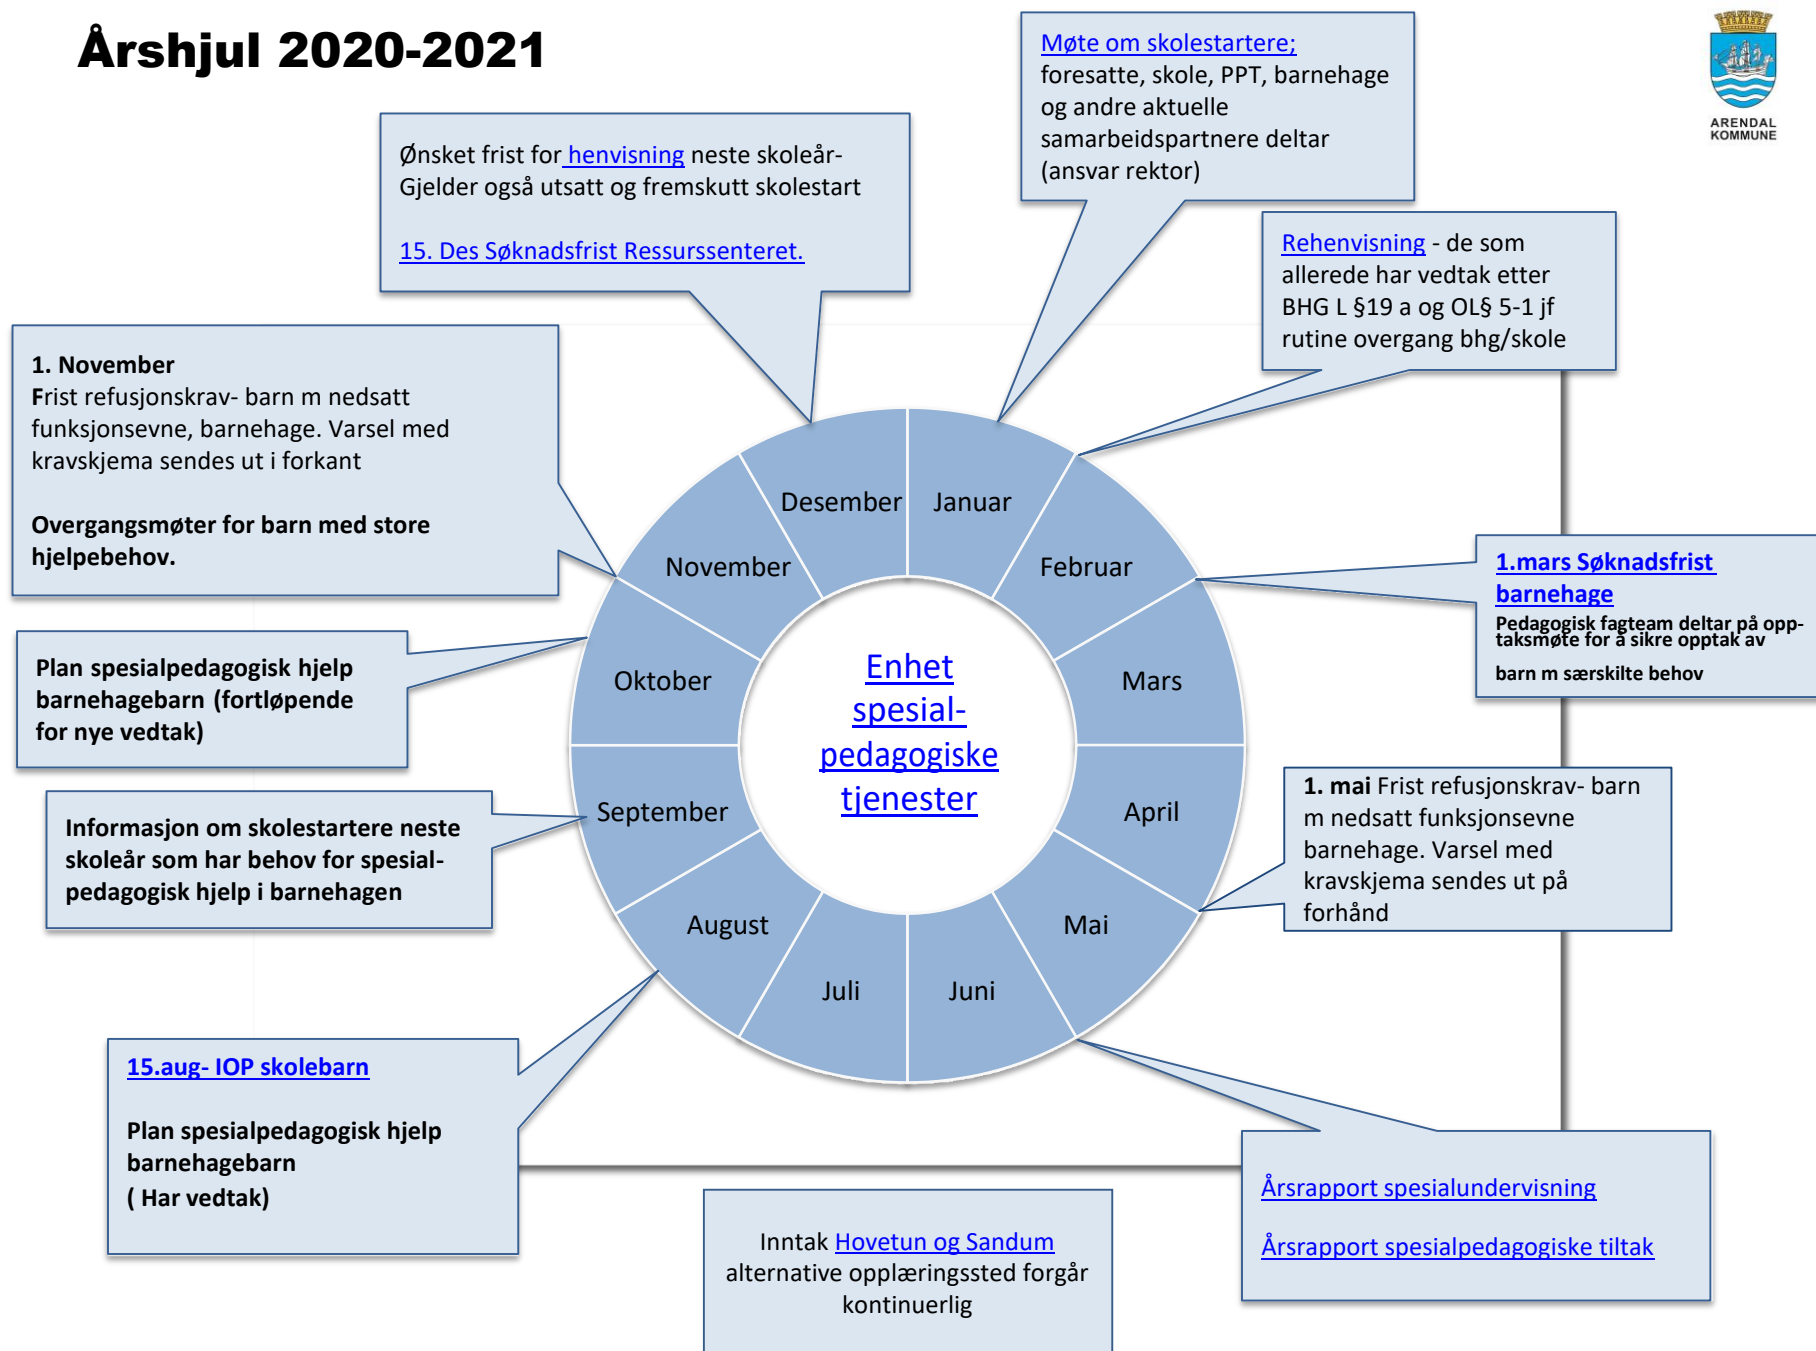 Årshjul 2020-2021
ARENDAL
KOMMUNE
Møte om skolestartere;
foresatte, skole, PPT, barnehage
og andre aktuelle
samarbeidspartnere deltar
(ansvar rektor)
Ønsket frist for henvisning neste skoleår-
Gjelder også utsatt og fremskutt skolestart
15. Des Søknadsfrist Ressurssenteret.
Rehenvisning - de som
allerede har vedtak etter
BHG L §19 a og OL§ 5-1 jf
rutine overgang bhg/skole
1. November
Frist refusjonskrav- barn m nedsatt
funksjonsevne, barnehage. Varsel med
kravskjema sendes ut i forkant
Overgangsmøter for barn med store
hjelpebehov.
1.mars Søknadsfrist
barnehage
Pedagogisk fagteam deltar på opp-
taksmøte for å sikre opptak av
barn m særskilte behov
Plan spesialpedagogisk hjelp
barnehagebarn (fortløpende
for nye vedtak)
Informasjon om skolestartere neste
skoleår som har behov for spesial-
pedagogisk hjelp i barnehagen
1. mai Frist refusjonskrav- barn
m nedsatt funksjonsevne
barnehage. Varsel med
kravskjema sendes ut på
forhånd
Desember
Januar
November
Februar
Oktober
Mars
September
April
August
Mai
Juli
Juni
Enhet
spesial-
pedagogiske
tjenester
15.aug- IOP skolebarn
Plan spesialpedagogisk hjelp
barnehagebarn
( Har vedtak)
Inntak Hovetun og Sandum
alternative opplæringssted forgår
kontinuerlig
Årsrapport spesialundervisning
Årsrapport spesialpedagogiske tiltak